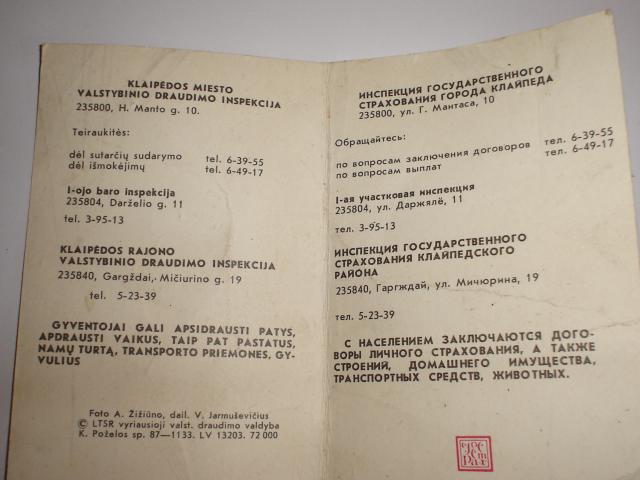 KLAIPĖDOS MIESTO
VALSTYBINIO DRAUDIMO INSPEKCIJA
235800, H. Manto g. 10.
Teiraukitės:
dėl sutarčių sudarymo tel. 6-39-55
dėl išmokėjimų tel. 6-49-17
I-ojo baro inspekcija
235804, Darželio g. 11
tel. 3-95-13
KLAIPĖDOS RAJONO
VALSTYBINIO DRAUDIMO INSPEKCIJA
235840, Gargždai, Mičiurino g. 19
tel. 5-23-39
GYVENTOJAI GALI APSIDRAUSTI PATYS,
APDRAUSTI VAIKUS, TAIP PAT PASTATUS,
NAMŲ TURTĄ, TRANSPORTO PRIEMONES, GY-
VULIUS
Foto A. Žižiūno, dail. V. Jarmuševičius
© LTSR vyriausioji valst. draudimo valdyba
K. Poželos sp. 87—1133. LV 13203. 72 000
ИНСПЕКЦИЯ ГОСУДАРСТВЕННОГО
СТРАХОВАНИЯ ГОРОДА КЛАЙПЕДА
235800, ул. Г. Мантаса, 10
Обращайтесь:
по вопросам заключения договоров tel. 6-39-55
по вопросам выплат tel. 6-49-17
I-ая участковая инспекция
235804, ул. Даржялё, 11
тел. 3-95-13
ИНСПЕКЦИЯ ГОСУДАРСТВЕННОГО
СТРАХОВАНИЯ КЛАЙПЕДСКОГО
РАЙОНА
235840, Гаргждай, ул. Мичюрина, 19
тел. 5-23-39
С НАСЕЛЕНИЕМ ЗАКЛЮЧАЮТСЯ ДОГО-
ВОРЫ ЛИЧНОГО СТРАХОВАНИЯ, А ТАКЖЕ
СТРОЕНИЙ, ДОМАШНЕГО ИМУЩЕСТВА,
ТРАНСПОРТНЫХ СРЕДСТВ, ЖИВОТНЫХ.